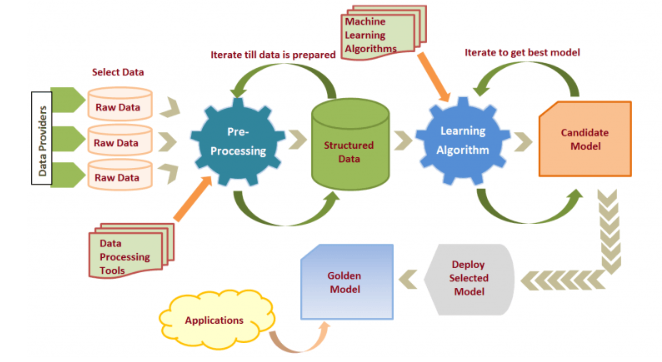 Machine
Learning
Algorithms
Iterate till data is prepared
Iterate to get best model
Select Data
Data Providers
Raw Data
Raw Data
Raw Data
Pre-
Processing
Structured
Data
Learning
Algorithm
Candidate
Model
Data
Processing
Tools
Golden
Model
Deploy
Selected
Model
Applications